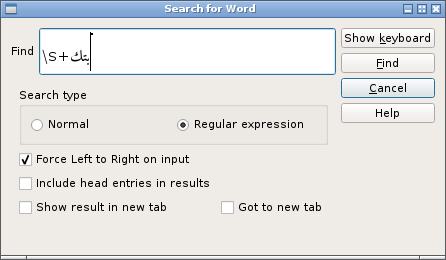 Search for Word
Find
\S+بتك
Show keyboard
Find
Cancel
Help
Search type
Normal
Regular expression
Force Left to Right on input
Include head entries in results
Show result in new tab
Got to new tab